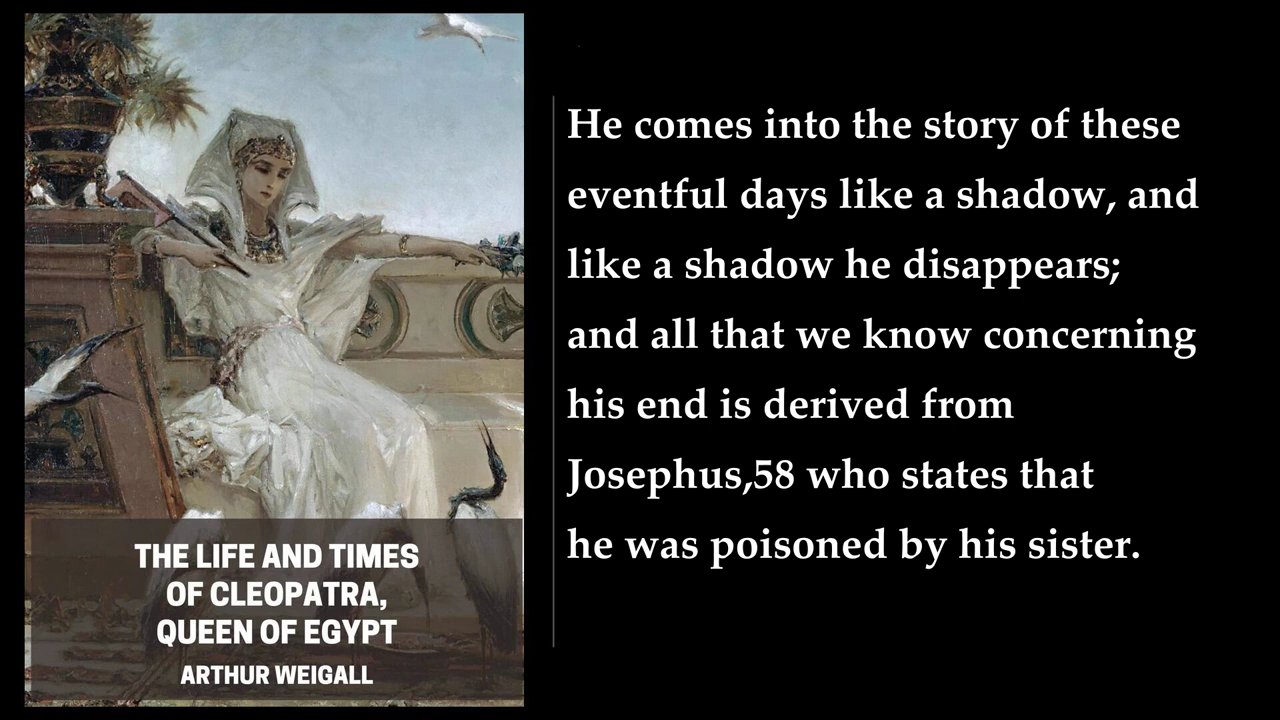 He comes into the story of these
eventful days like a shadow, and
like a shadow he disappears;
and all that we know concerning
his end is derived from
Josephus,58 who states that
he was poisoned by his sister.
THE LIFE AND TIMES
OF CLEOPATRA,
QUEEN OF EGYPT
ARTHUR WEIGALL